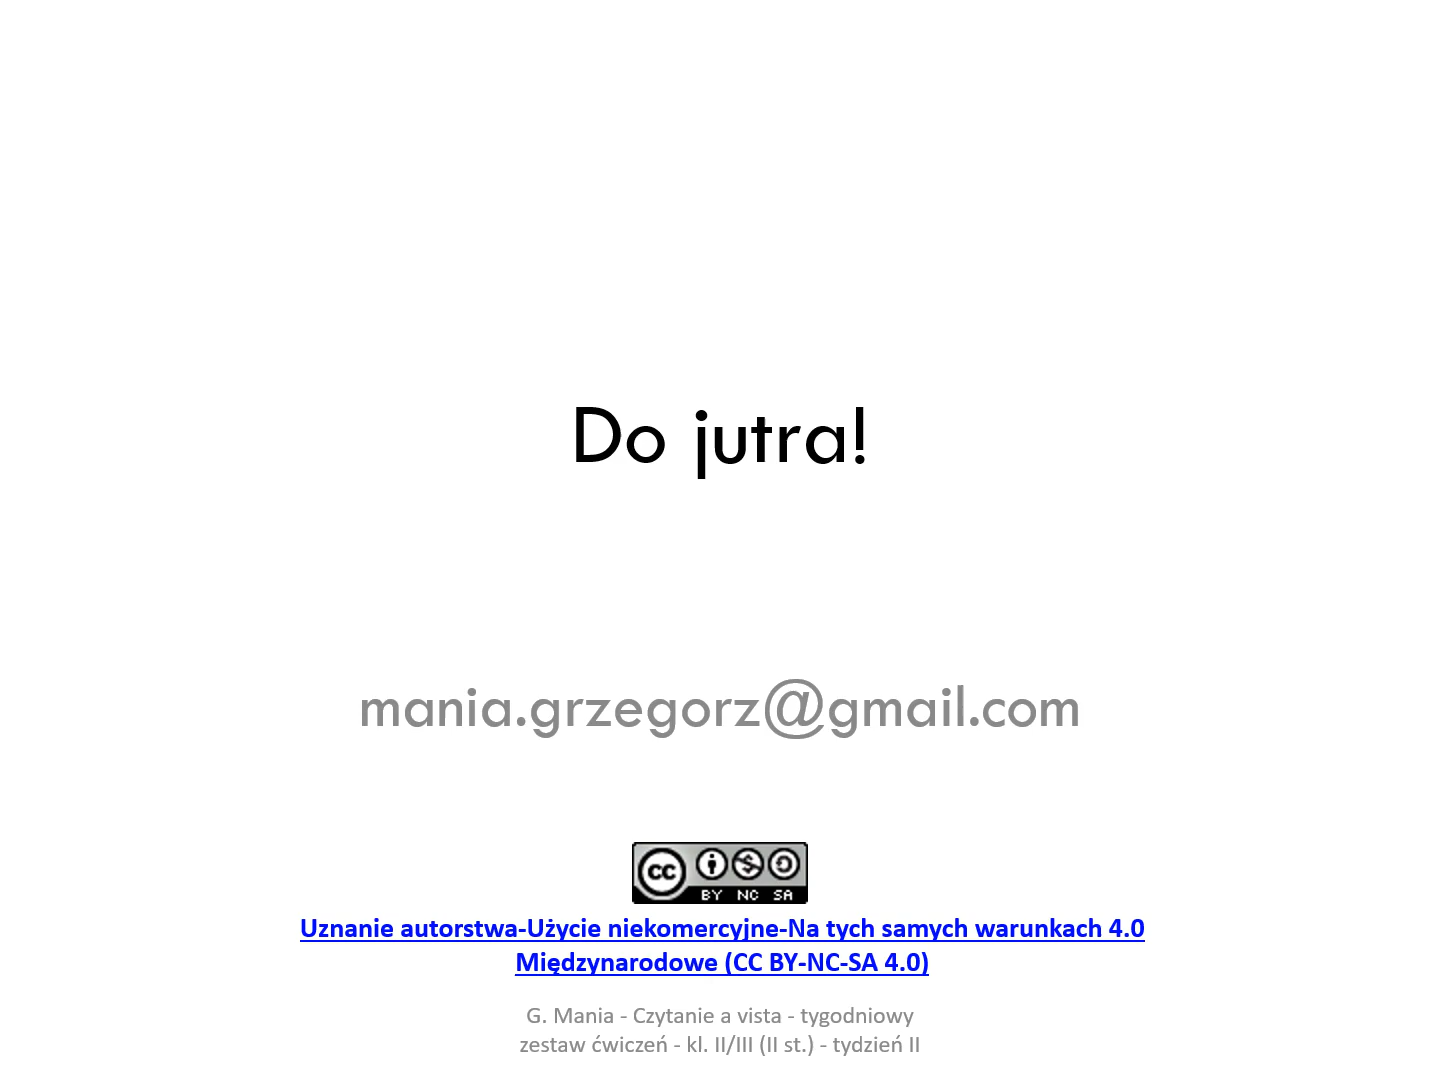 Do jutra!
mania.grzegorz@gmail.com
cc BY NC SA
Uznanie autorstwa-Użycie niekomercyjne-Na tych samych warunkach 4.0
Międzynarodowe (CC BY-NC-SA 4.0)
G. Mania - Czytanie a vista - tygodniowy
zestaw ćwiczeń - kl. II/III (II st.) - tydzień II